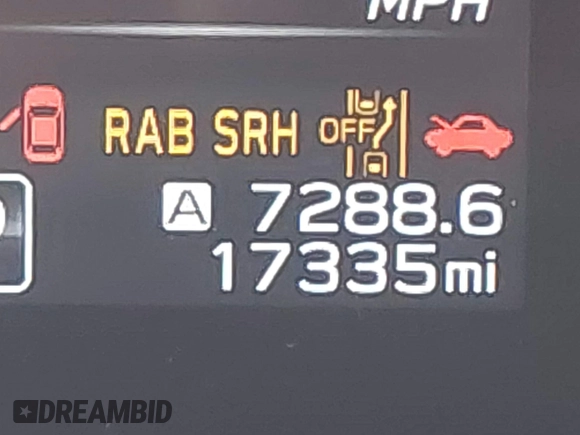 MPH
RAB SRH OFF
A 7288.6
17335mi
DREAMBID